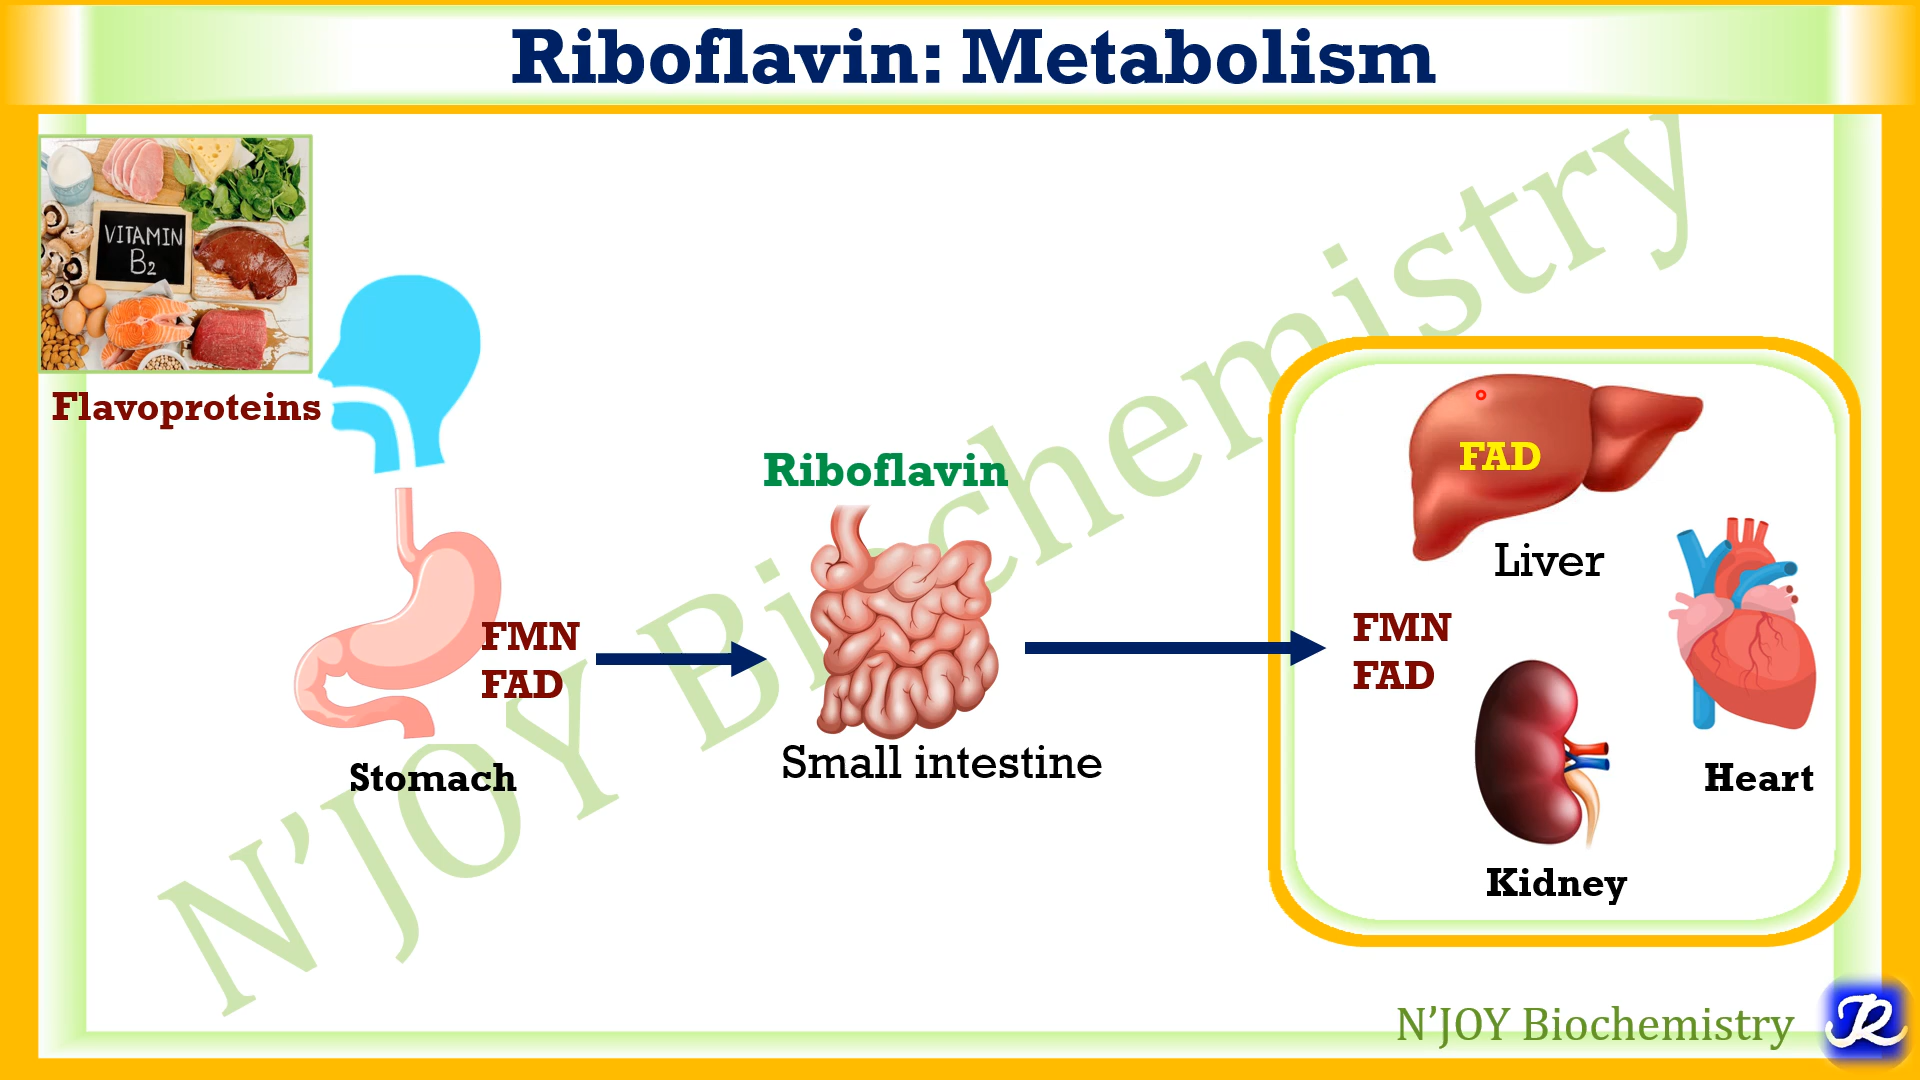 Riboflavin: Metabolism
VITAMIN
B2
Flavoproteins
Riboflavin
FMN
FAD
Stomach
Small intestine
FAD
Liver
FMN
FAD
Kidney
Heart
N’JOY Biochemistry
N’JOY Biochemistry
JR